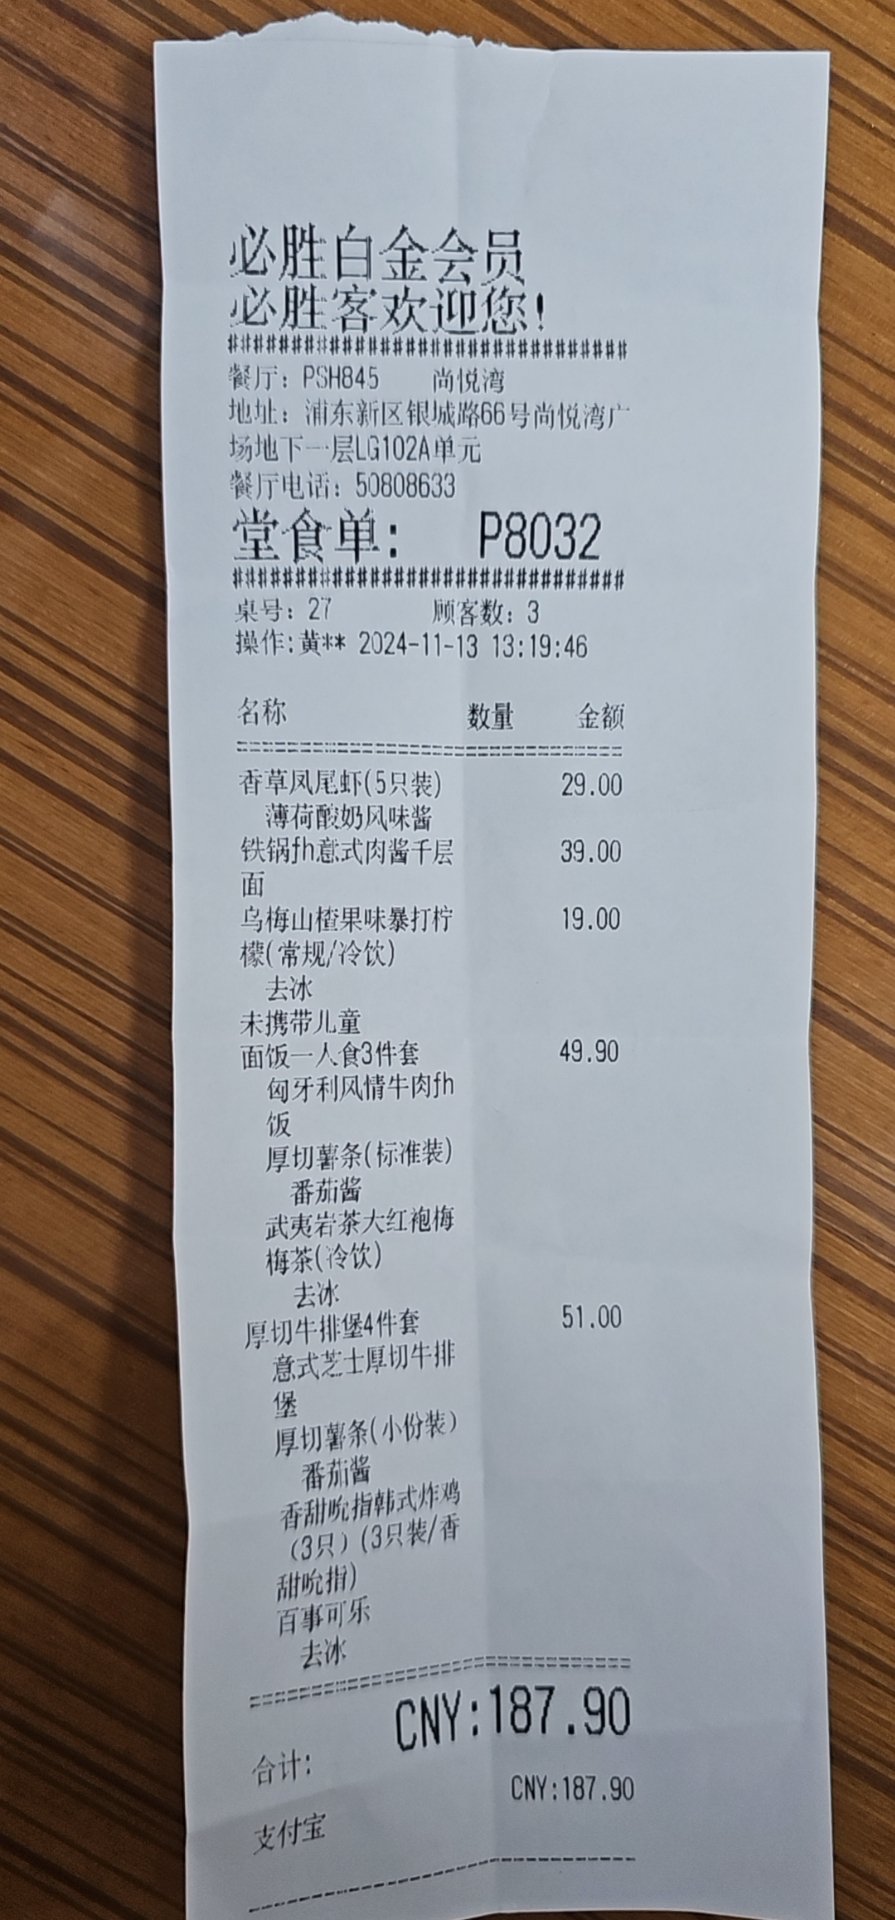 必胜白金会员
必胜客欢迎您!
###############################
餐厅: PSH845 尚悦湾
地址: 浦东新区银城路66号尚悦湾广
场地下一层LG102A单元
餐厅电话: 50808633
堂食单: P8032
###############################
桌号: 27 顾客数: 3
操作:黄** 2024-11-13 13:19:46
名称 数量 金额
================================
香草凤尾虾(5只装) 29.00
薄荷酸奶风味酱
铁锅fh意式肉酱千层 39.00
面
乌梅山楂果味暴打柠 19.00
檬(常规/冷饮)
去冰
未携带儿童
面饭一人食3件套 49.90
匈牙利风情牛肉fh
饭
厚切薯条(标准装)
番茄酱
武夷岩茶大红袍梅
梅茶(冷饮)
去冰
厚切牛排堡4件套 51.00
意式芝士厚切牛排
堡
厚切薯条(小份装）
番茄酱
香甜吮指韩式炸鸡
（3只）(3只装/香
甜吮指)
百事可乐
去冰
================================
CNY:187.90
合计:
CNY:187.90
支付宝
--------------------------------